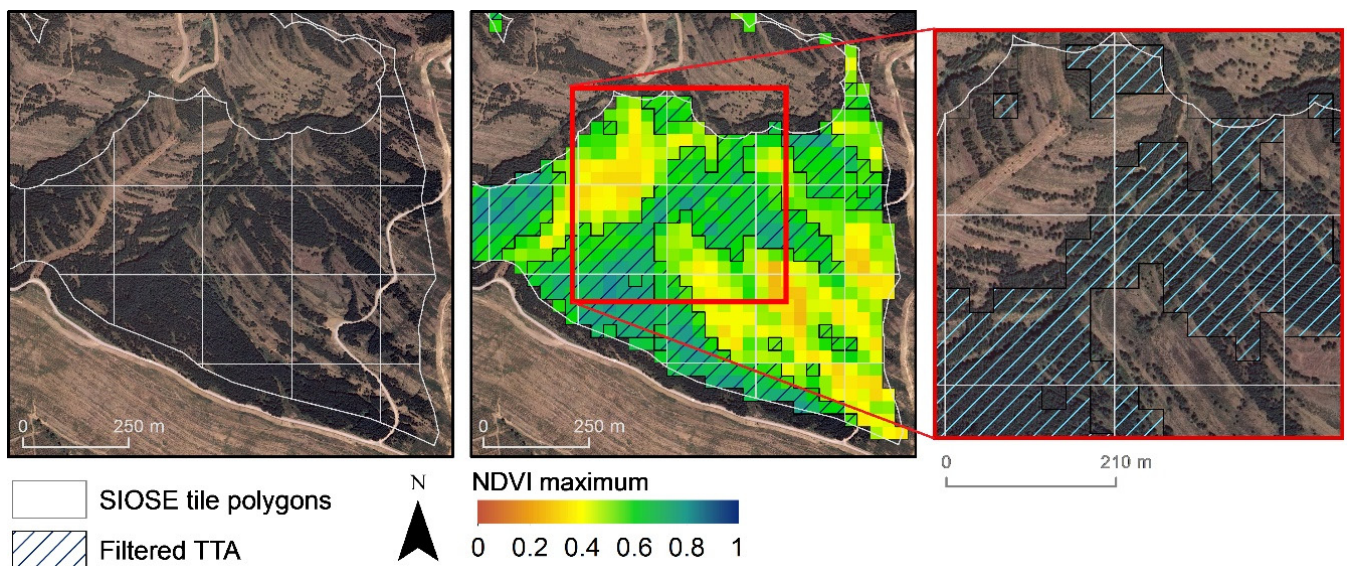 0 250 m
0 250 m
0 210 m
SIOSE tile polygons
Filtered TTA
N
NDVI maximum
0 0.2 0.4 0.6 0.8 1